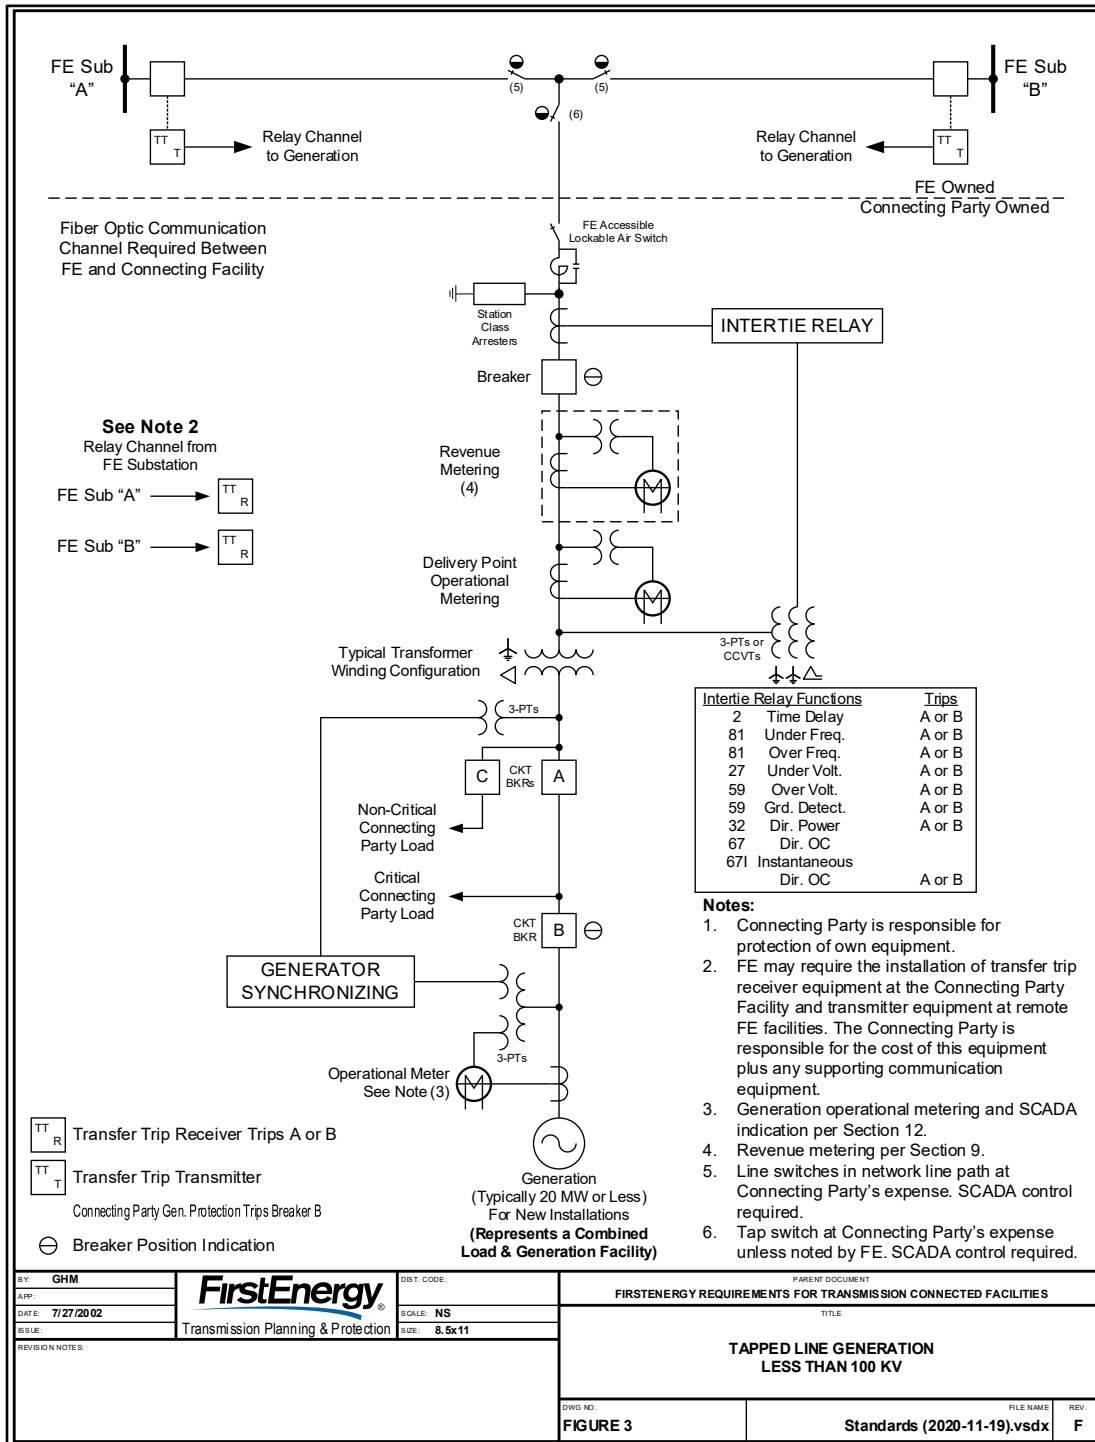 FE Sub
“A”
FE Sub
“B”
(5)
(5)
(6)
TT
T
Relay Channel
to Generation
Relay Channel
to Generation
TT
T
FE Owned
Connecting Party Owned
Fiber Optic Communication
Channel Required Between
FE and Connecting Facility
FE Accessible
Lockable Air Switch
Station
Class
Arresters
INTERTIE RELAY
Breaker
See Note 2
Relay Channel from
FE Substation
FE Sub “A”
TT
R
FE Sub “B”
TT
R
Revenue
Metering
(4)
Delivery Point
Operational
Metering
3-PTs or
CCVTs
Typical Transformer
Winding Configuration
Intertie Relay Functions Trips
2 Time Delay A or B
81 Under Freq. A or B
81 Over Freq. A or B
27 Under Volt. A or B
59 Over Volt. A or B
59 Grd. Detect. A or B
32 Dir. Power A or B
67 Dir. OC
67I Instantaneous
Dir. OC A or B
3-PTs
C
CKT
BKRs
A
Non-Critical
Connecting
Party Load
Critical
Connecting
Party Load
CKT
BKR
B
GENERATOR
SYNCHRONIZING
3-PTs
Operational Meter
See Note (3)
Generation
(Typically 20 MW or Less)
For New Installations
(Represents a Combined
Load & Generation Facility)
Notes:
1. Connecting Party is responsible for
protection of own equipment.
2. FE may require the installation of transfer trip
receiver equipment at the Connecting Party
Facility and transmitter equipment at remote
FE facilities. The Connecting Party is
responsible for the cost of this equipment
plus any supporting communication
equipment.
3. Generation operational metering and SCADA
indication per Section 12.
4. Revenue metering per Section 9.
5. Line switches in network line path at
Connecting Party’s expense. SCADA control
required.
6. Tap switch at Connecting Party’s expense
unless noted by FE. SCADA control required.
TT
R
Transfer Trip Receiver Trips A or B
TT
T
Transfer Trip Transmitter
Connecting Party Gen. Protection Trips Breaker B
Breaker Position Indication
BY: GHM
APP:
DATE: 7/27/2002
ISSUE:
REVISION NOTES:
FirstEnergy®
Transmission Planning & Protection
DIST. CODE:
SCALE: NS
SIZE: 8.5x11
PARENT DOCUMENT
FIRSTENERGY REQUIREMENTS FOR TRANSMISSION CONNECTED FACILITIES
TITLE
TAPPED LINE GENERATION
LESS THAN 100 KV
DWG NO.
FIGURE 3
FILE NAME
Standards (2020-11-19).vsdx
REV.
F